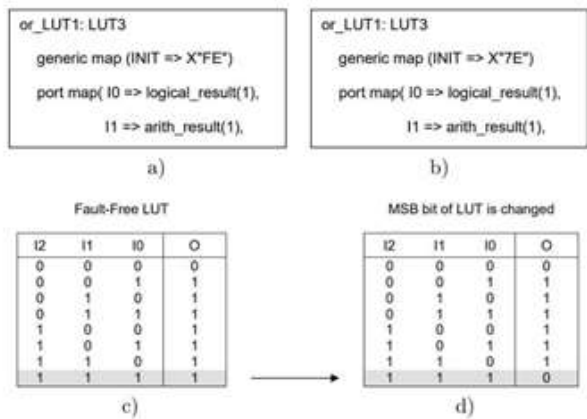 or_LUT1: LUT3
generic map (INIT => X"FE")
port map( I0 => logical_result(1),
I1 => arith_result(1),
a)
or_LUT1: LUT3
generic map (INIT => X"7E")
port map( I0 => logical_result(1),
I1 => arith_result(1),
b)
Fault-Free LUT
I2 I1 I0 O
0 0 0 0
0 0 1 1
0 1 0 1
0 1 1 1
1 0 0 1
1 0 1 1
1 1 0 1
1 1 1 1
c)
MSB bit of LUT is changed
I2 I1 I0 O
0 0 0 0
0 0 1 1
0 1 0 1
0 1 1 1
1 0 0 1
1 0 1 1
1 1 0 1
1 1 1 0
d)